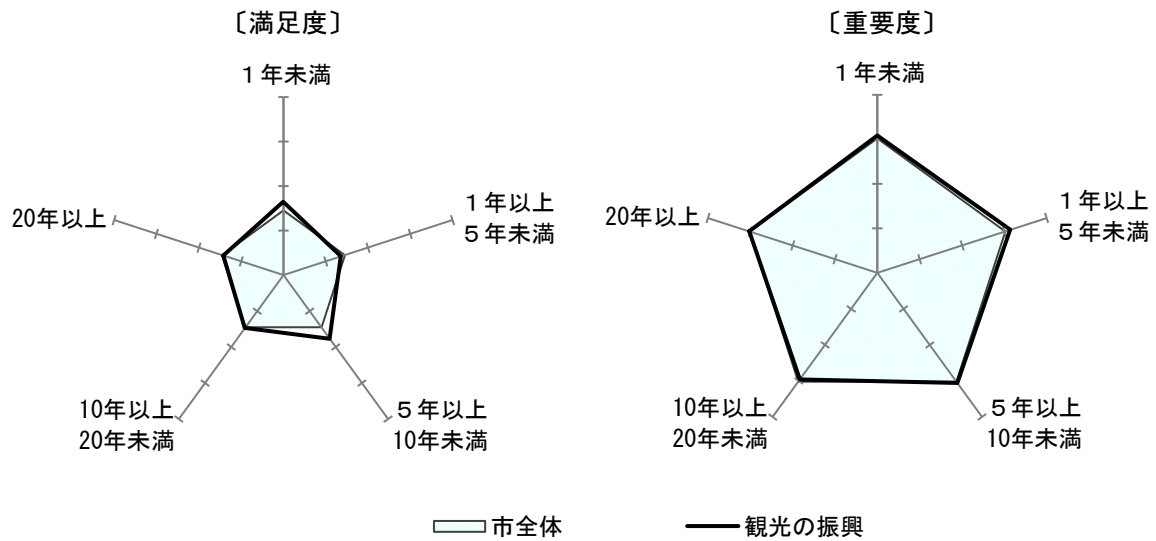 〔満足度〕
１年未満
１年以上
５年未満
５年以上
10年未満
10年以上
20年未満
20年以上
〔重要度〕
１年未満
１年以上
５年未満
５年以上
10年未満
10年以上
20年未満
20年以上
市全体
観光の振興